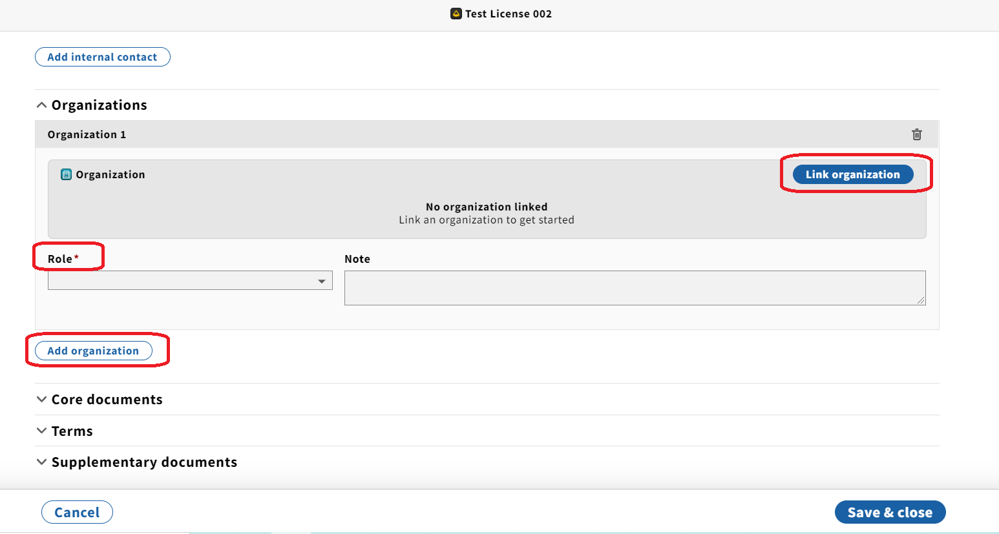 Test License 002
Add internal contact
Organizations
Organization 1
Organization
Link organization
No organization linked
Link an organization to get started
Role*
Note
Add organization
Core documents
Terms
Supplementary documents
Cancel
Save & close